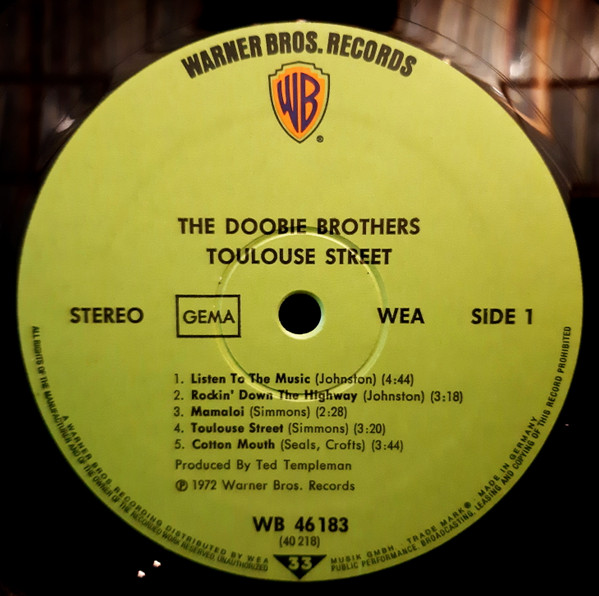 WARNER BROS. RECORDS
WB
®
THE DOOBIE BROTHERS
TOULOUSE STREET
STEREO GEMA WEA SIDE 1
1. Listen To The Music (Johnston) (4:44)
2. Rockin' Down The Highway (Johnston) (3:18)
3. Mamaloi (Simmons) (2:28)
4. Toulouse Street (Simmons) (3:20)
5. Cotton Mouth (Seals, Crofts) (3:44)
Produced By Ted Templeman
℗ 1972 Warner Bros. Records
WB 46 183
(40 218)
33
ALL RIGHTS OF THE MANUFACTURER AND OF THE OWNER OF THE RECORDED WORK RESERVED. UNAUTHORIZED PUBLIC PERFORMANCE, BROADCASTING, LEASING AND COPYING OF THIS RECORD PROHIBITED
A WARNER BROS. RECORDING DISTRIBUTED BY WEA MUSIK GMBH. · TRADE MARK ® · MADE IN GERMANY